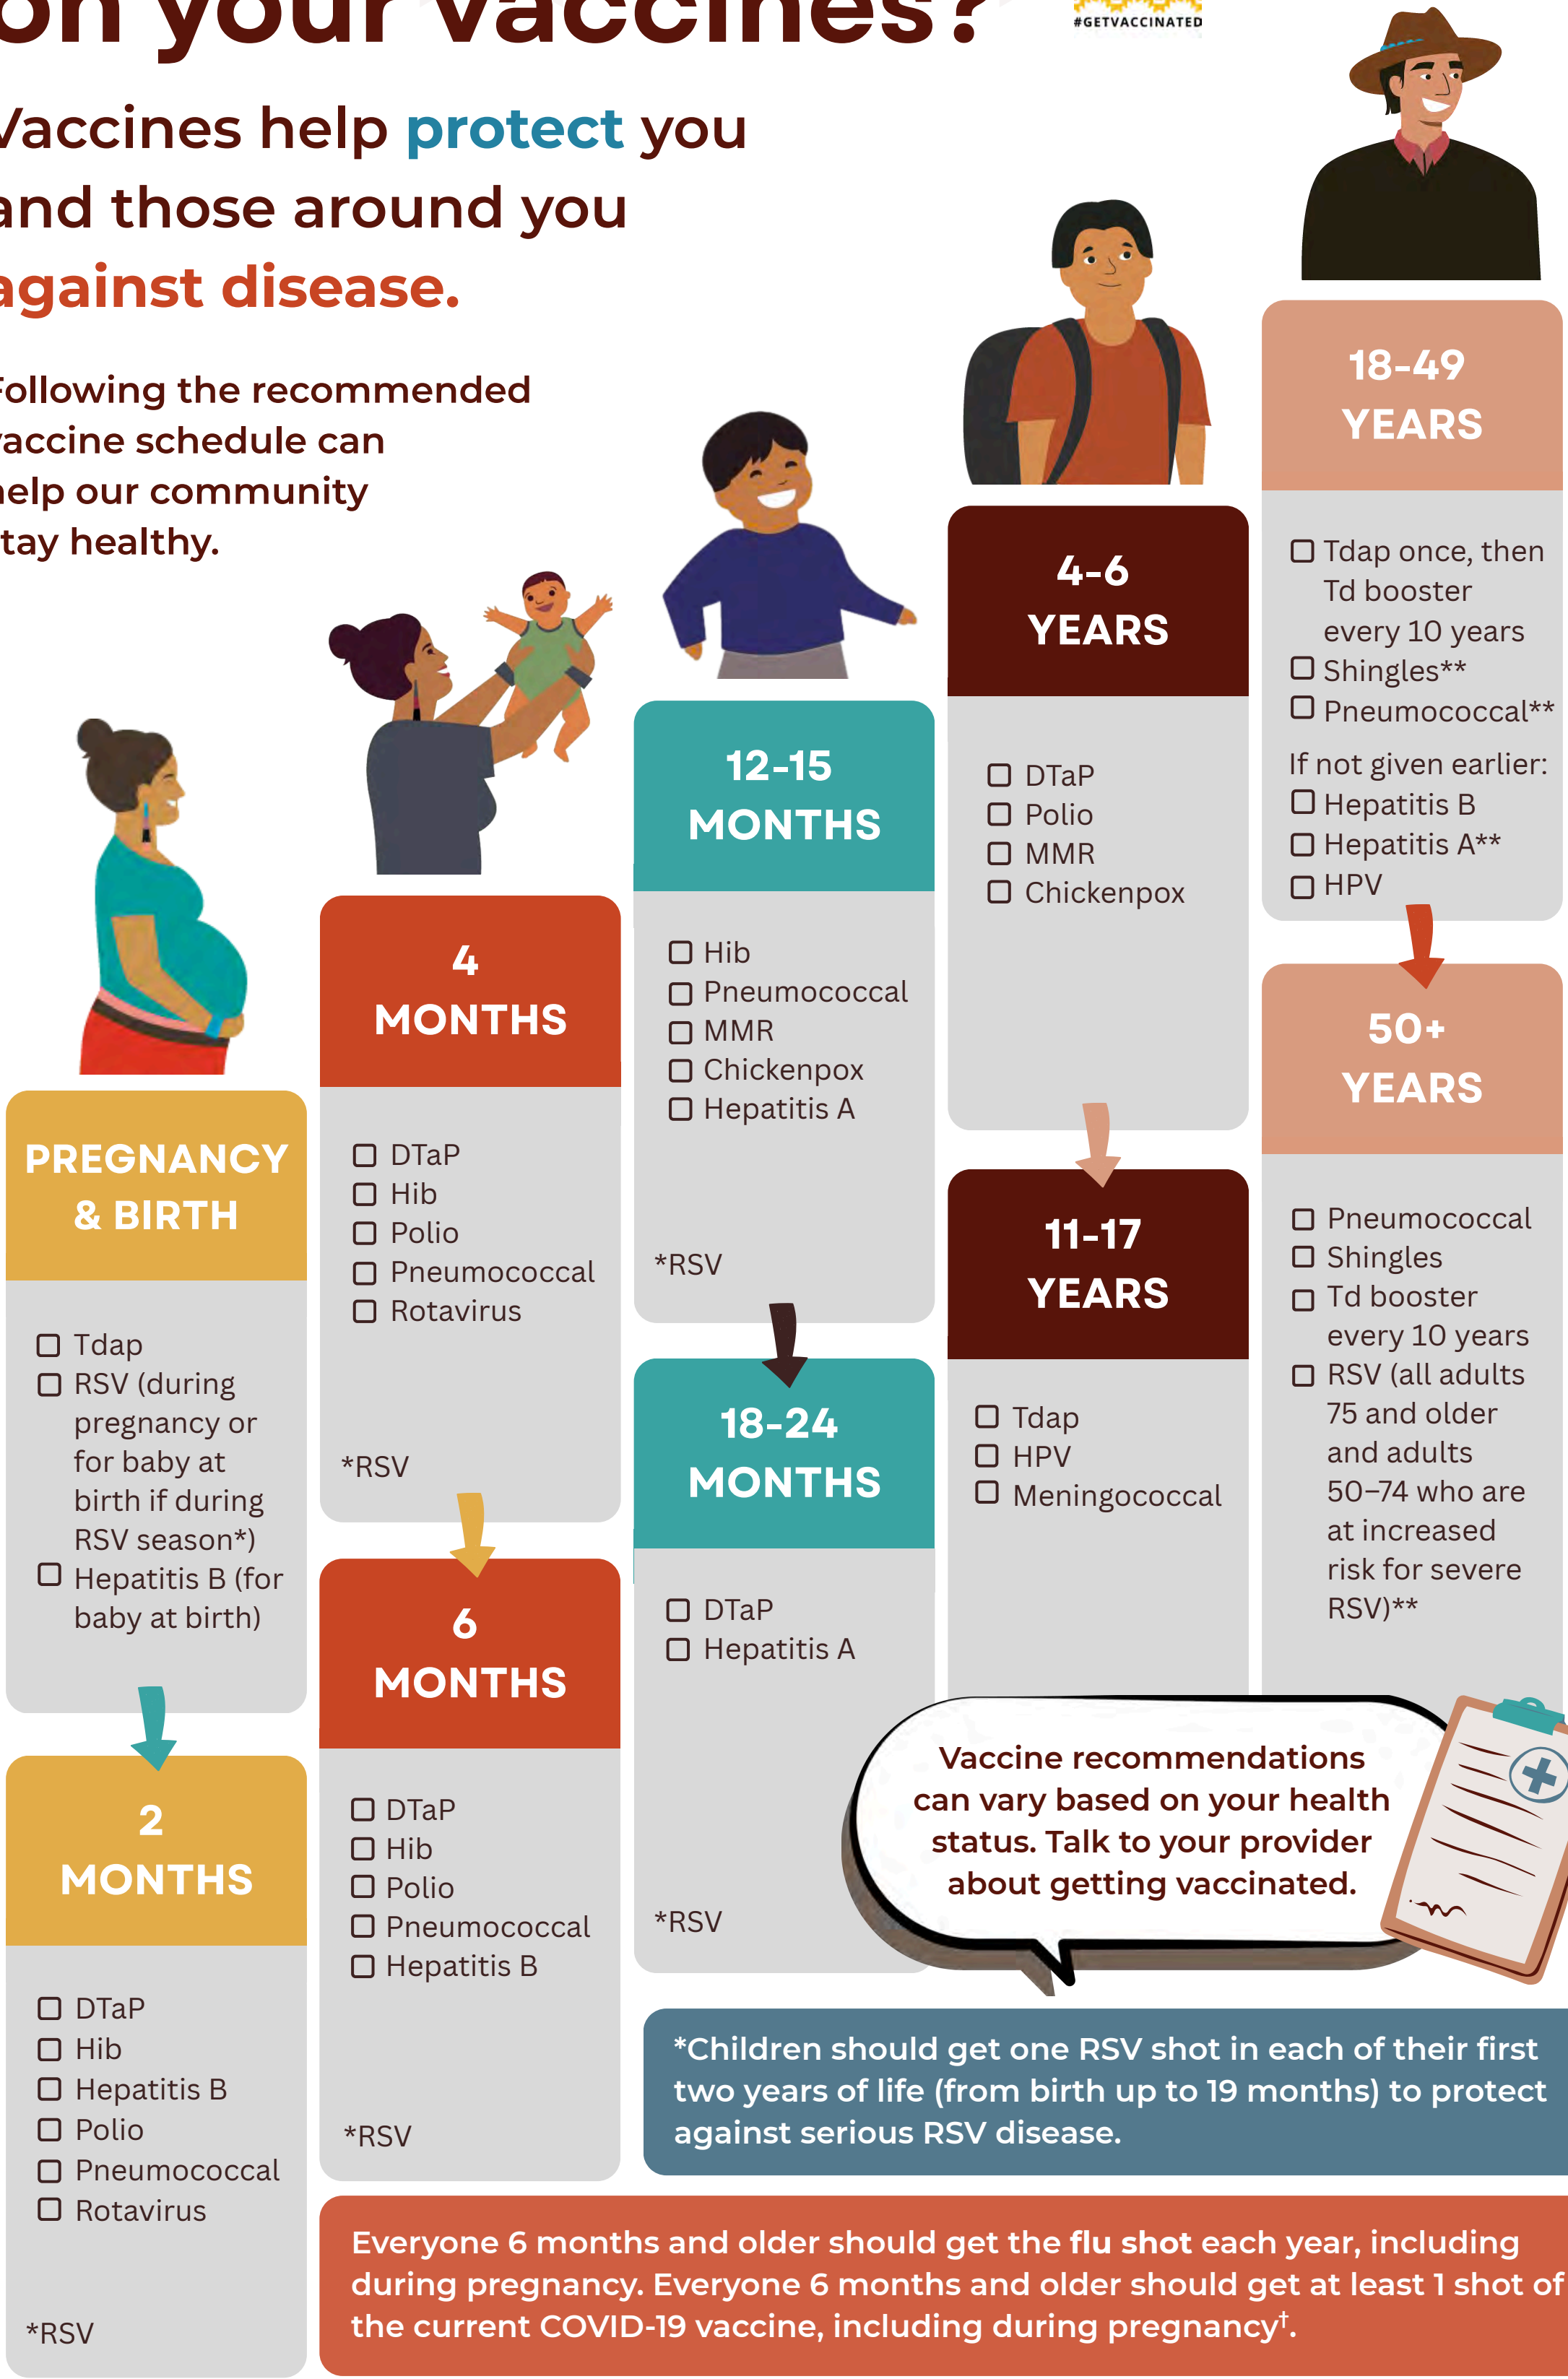 on your vaccines?
#GETVACCINATED
Vaccines help protect you
and those around you
against disease.
Following the recommended
vaccine schedule can
help our community
stay healthy.
PREGNANCY
& BIRTH
Tdap
RSV (during
pregnancy or
for baby at
birth if during
RSV season*)
Hepatitis B (for
baby at birth)
2
MONTHS
DTaP
Hib
Hepatitis B
Polio
Pneumococcal
Rotavirus
*RSV
4
MONTHS
DTaP
Hib
Polio
Pneumococcal
Rotavirus
*RSV
6
MONTHS
DTaP
Hib
Polio
Pneumococcal
Hepatitis B
*RSV
12-15
MONTHS
Hib
Pneumococcal
MMR
Chickenpox
Hepatitis A
*RSV
18-24
MONTHS
DTaP
Hepatitis A
*RSV
4-6
YEARS
DTaP
Polio
MMR
Chickenpox
11-17
YEARS
Tdap
HPV
Meningococcal
18-49
YEARS
Tdap once, then
Td booster
every 10 years
Shingles**
Pneumococcal**
If not given earlier:
Hepatitis B
Hepatitis A**
HPV
50+
YEARS
Pneumococcal
Shingles
Td booster
every 10 years
RSV (all adults
75 and older
and adults
50–74 who are
at increased
risk for severe
RSV)**
Vaccine recommendations
can vary based on your health
status. Talk to your provider
about getting vaccinated.
*Children should get one RSV shot in each of their first
two years of life (from birth up to 19 months) to protect
against serious RSV disease.
Everyone 6 months and older should get the flu shot each year, including
during pregnancy. Everyone 6 months and older should get at least 1 shot of
the current COVID-19 vaccine, including during pregnancy†.